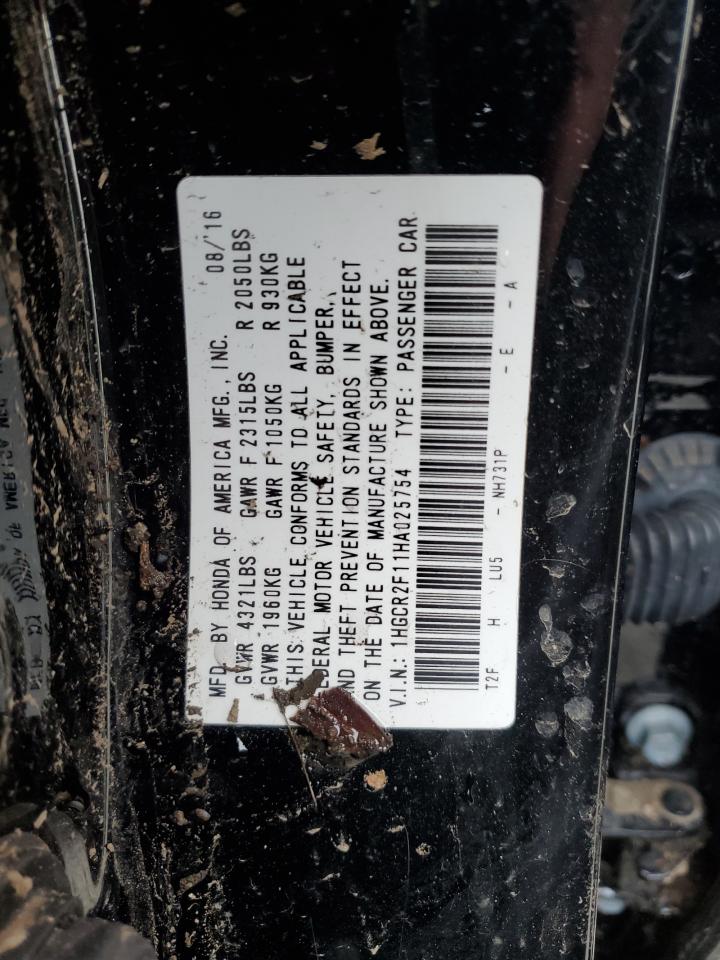 MFD. BY HONDA OF AMERICA MFG., INC. 08/'16
GVWR 4321LBS GAWR F 2315LBS R 2050LBS
GVWR 1960KG GAWR F 1050KG R 930KG
THIS VEHICLE CONFORMS TO ALL APPLICABLE
EDERAL MOTOR VEHICLE SAFETY, BUMPER,
ND THEFT PREVENTION STANDARDS IN EFFECT
ON THE DATE OF MANUFACTURE SHOWN ABOVE.
V.I.N.: 1HGCR2F11HA025754 TYPE: PASSENGER CAR
T2F H LU5 - NH731P - E - A